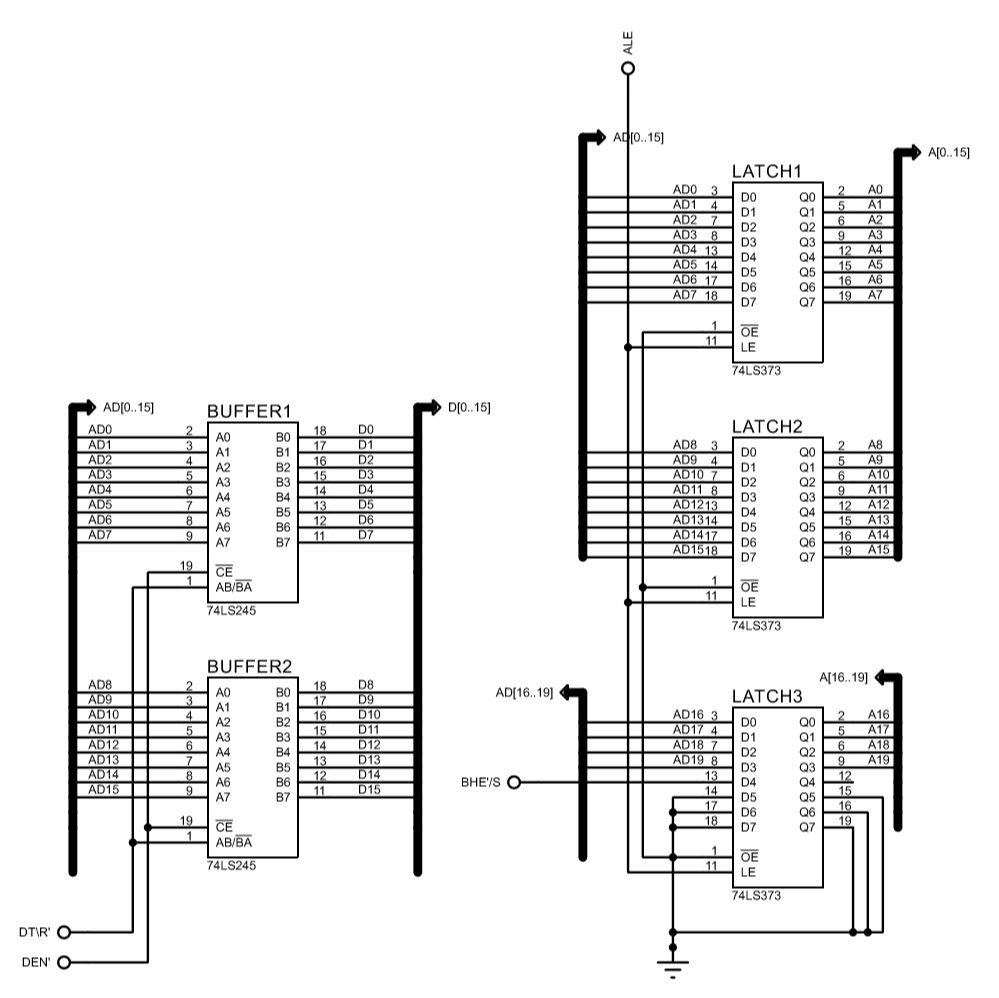 ALE
AD[0..15]
A[0..15]
LATCH1
AD0 3 D0 Q0 2 A0
AD1 4 D1 Q1 5 A1
AD2 7 D2 Q2 6 A2
AD3 8 D3 Q3 9 A3
AD4 13 D4 Q4 12 A4
AD5 14 D5 Q5 15 A5
AD6 17 D6 Q6 16 A6
AD7 18 D7 Q7 19 A7
1 OE
11 LE
74LS373
AD[0..15]
D[0..15]
BUFFER1
AD0 2 A0 B0 18 D0
AD1 3 A1 B1 17 D1
AD2 4 A2 B2 16 D2
AD3 5 A3 B3 15 D3
AD4 6 A4 B4 14 D4
AD5 7 A5 B5 13 D5
AD6 8 A6 B6 12 D6
AD7 9 A7 B7 11 D7
19 CE
1 AB/BA
74LS245
LATCH2
AD8 3 D0 Q0 2 A8
AD9 4 D1 Q1 5 A9
AD10 7 D2 Q2 6 A10
AD11 8 D3 Q3 9 A11
AD12 13 D4 Q4 12 A12
AD13 14 D5 Q5 15 A13
AD14 17 D6 Q6 16 A14
AD15 18 D7 Q7 19 A15
1 OE
11 LE
74LS373
BUFFER2
AD8 2 A0 B0 18 D8
AD9 3 A1 B1 17 D9
AD10 4 A2 B2 16 D10
AD11 5 A3 B3 15 D11
AD12 6 A4 B4 14 D12
AD13 7 A5 B5 13 D13
AD14 8 A6 B6 12 D14
AD15 9 A7 B7 11 D15
19 CE
1 AB/BA
74LS245
AD[16..19]
A[16..19]
LATCH3
AD16 3 D0 Q0 2 A16
AD17 4 D1 Q1 5 A17
AD18 7 D2 Q2 6 A18
AD19 8 D3 Q3 9 A19
BHE'/S 13 D4 Q4 12
14 D5 Q5 15
17 D6 Q6 16
18 D7 Q7 19
1 OE
11 LE
74LS373
DT\R'
DEN'